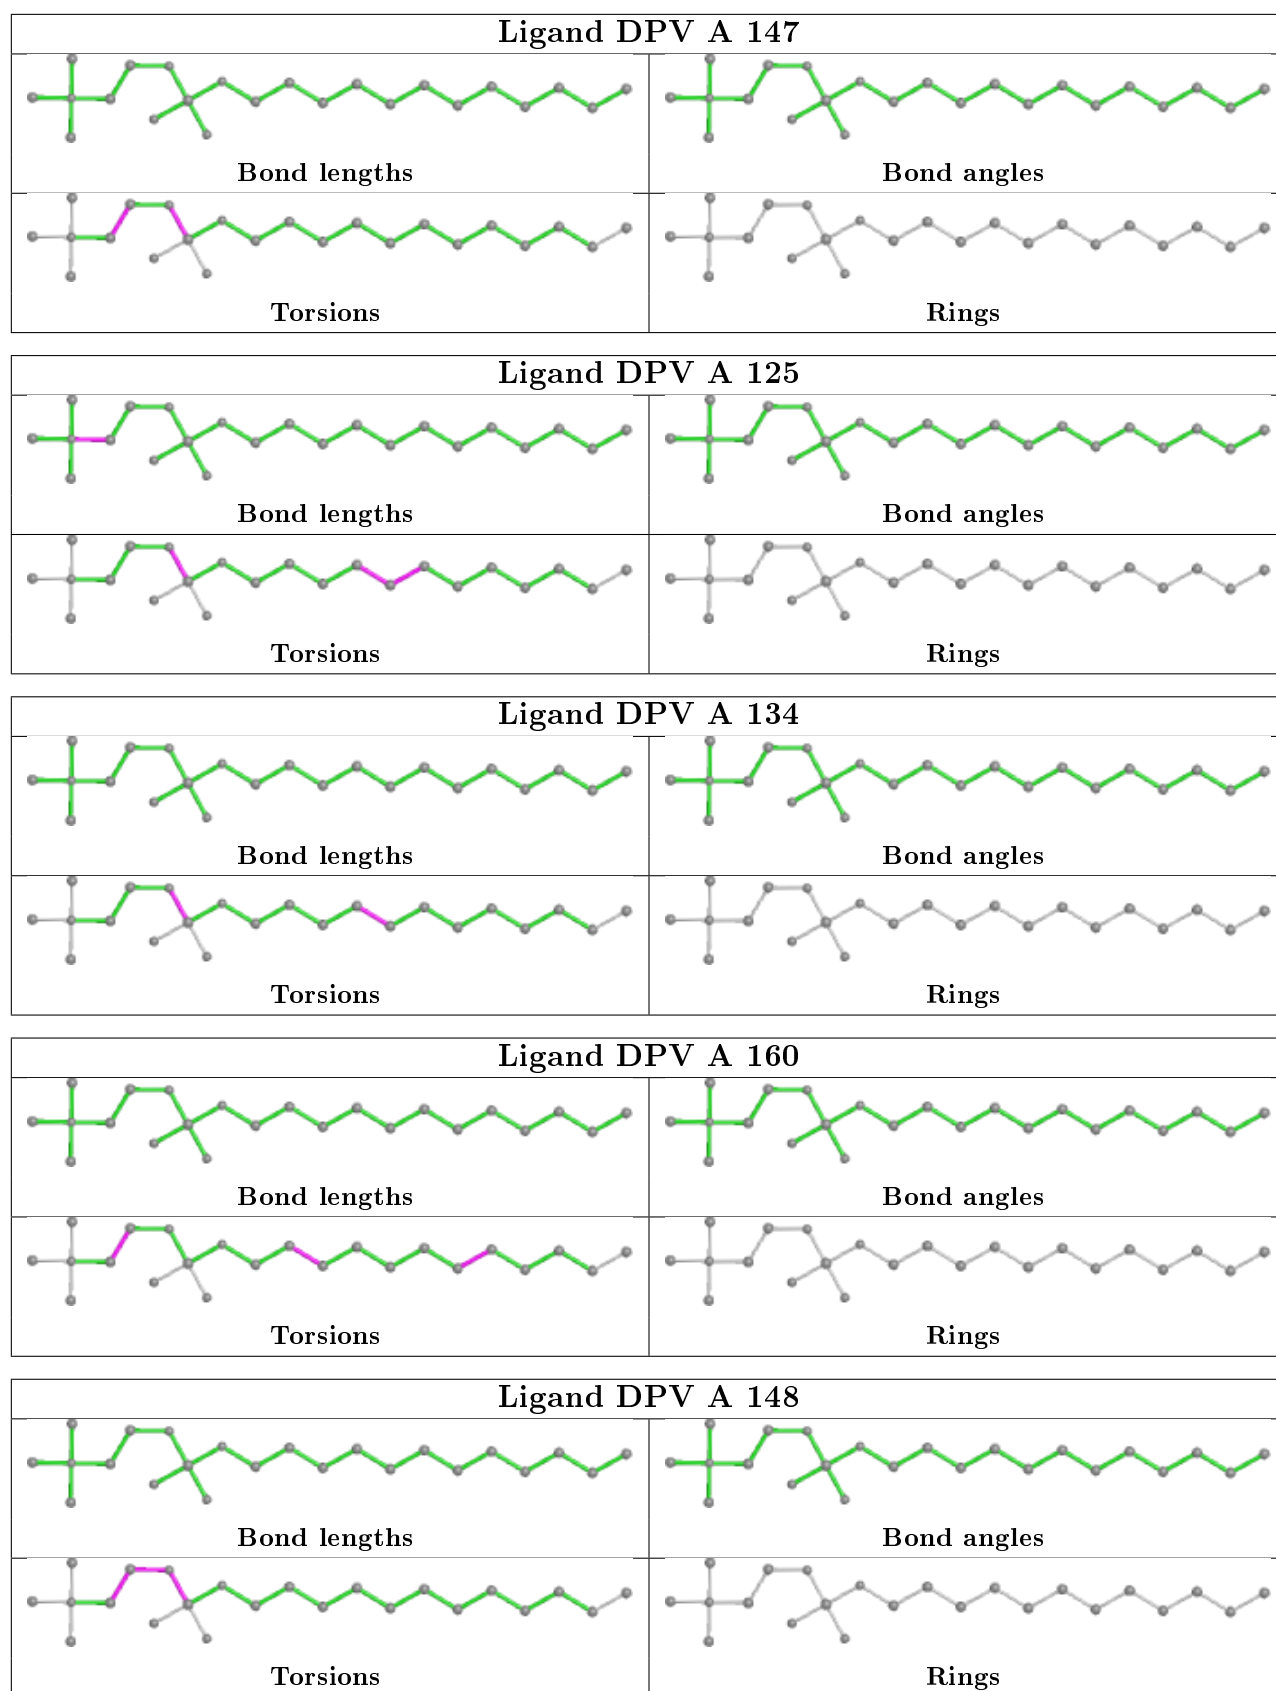 Ligand DPV A 147
Bond lengths
Bond angles
Torsions
Rings
Ligand DPV A 125
Bond lengths
Bond angles
Torsions
Rings
Ligand DPV A 134
Bond lengths
Bond angles
Torsions
Rings
Ligand DPV A 160
Bond lengths
Bond angles
Torsions
Rings
Ligand DPV A 148
Bond lengths
Bond angles
Torsions
Rings